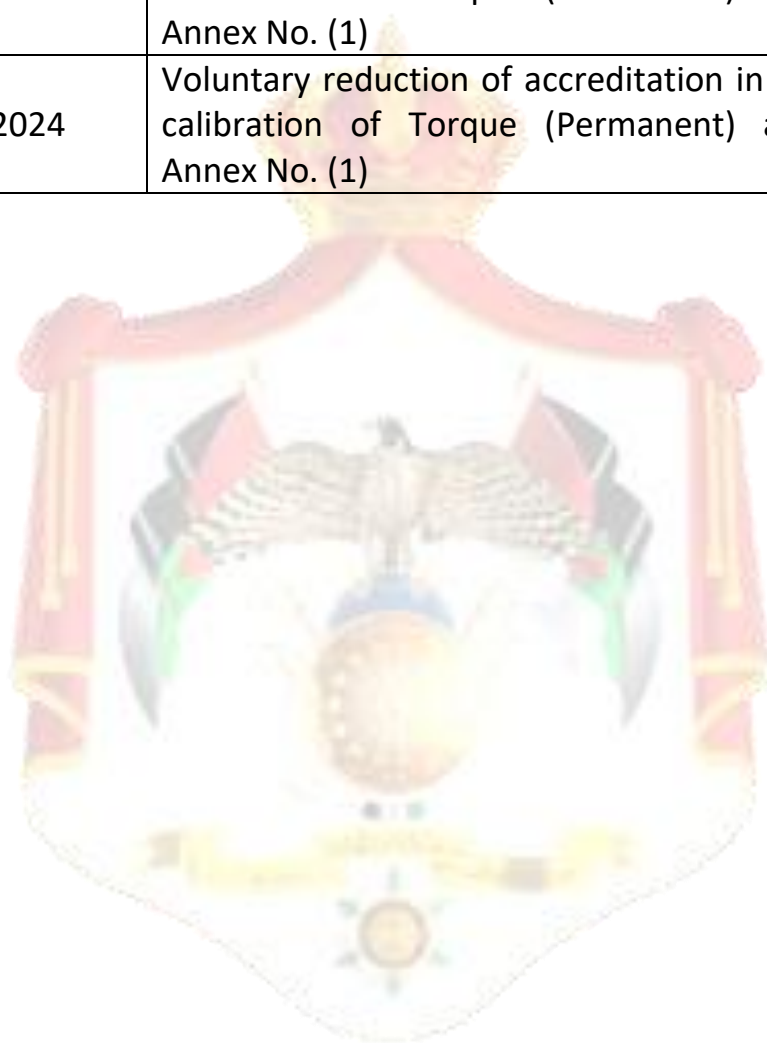 Annex No. (1)
Voluntary reduction of accreditation in
2024 calibration of Torque (Permanent)
Annex No. (1)